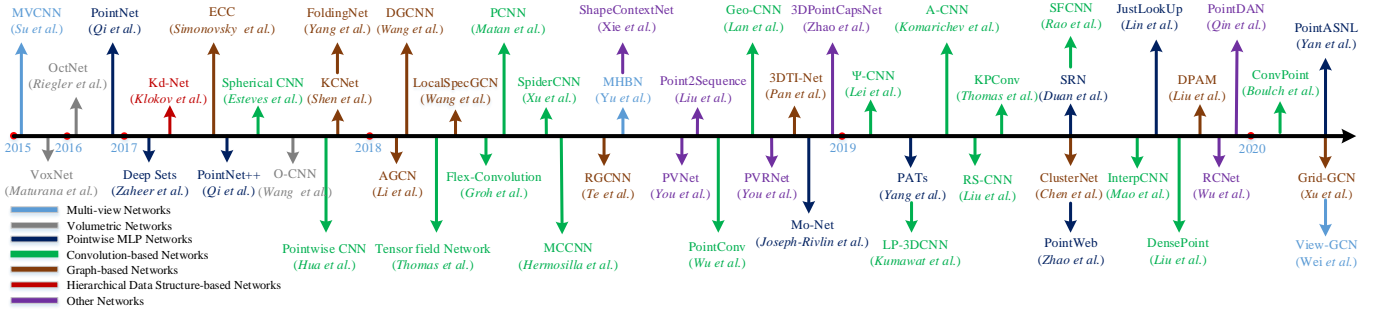 MVCNN
(Su et al.)
PointNet
(Qi et al.)
ECC
(Simonovsky et al.)
FoldingNet
(Yang et al.)
DGCNN
(Wang et al.)
PCNN
(Matan et al.)
ShapeContextNet
(Xie et al.)
Geo-CNN
(Lan et al.)
3DPointCapsNet
(Zhao et al.)
A-CNN
(Komarichev et al.)
SFCNN
(Rao et al.)
JustLookUp
(Lin et al.)
PointDAN
(Qin et al.)
PointASNL
(Yan et al.)
OctNet
(Riegler et al.)
Kd-Net
(Klokov et al.)
Spherical CNN
(Esteves et al.)
KCNet
(Shen et al.)
LocalSpecGCN
(Wang et al.)
SpiderCNN
(Xu et al.)
MHBN
(Yu et al.)
Point2Sequence
(Liu et al.)
3DTI-Net
(Pan et al.)
Ψ-CNN
(Lei et al.)
KPConv
(Thomas et al.)
SRN
(Duan et al.)
DPAM
(Liu et al.)
ConvPoint
(Boulch et al.)
2015
2016
2017
2018
2019
2020
VoxNet
(Maturana et al.)
Deep Sets
(Zaheer et al.)
PointNet++
(Qi et al.)
O-CNN
(Wang et al.)
AGCN
(Li et al.)
Flex-Convolution
(Groh et al.)
RGCNN
(Te et al.)
PVNet
(You et al.)
PVRNet
(You et al.)
PATs
(Yang et al.)
RS-CNN
(Liu et al.)
ClusterNet
(Chen et al.)
InterpCNN
(Mao et al.)
RCNet
(Wu et al.)
Grid-GCN
(Xu et al.)
Pointwise CNN
(Hua et al.)
Tensor field Network
(Thomas et al.)
MCCNN
(Hermosilla et al.)
PointConv
(Wu et al.)
Mo-Net
(Joseph-Rivlin et al.)
LP-3DCNN
(Kumawat et al.)
PointWeb
(Zhao et al.)
DensePoint
(Liu et al.)
View-GCN
(Wei et al.)
Multi-view Networks
Volumetric Networks
Pointwise MLP Networks
Convolution-based Networks
Graph-based Networks
Hierarchical Data Structure-based Networks
Other Networks